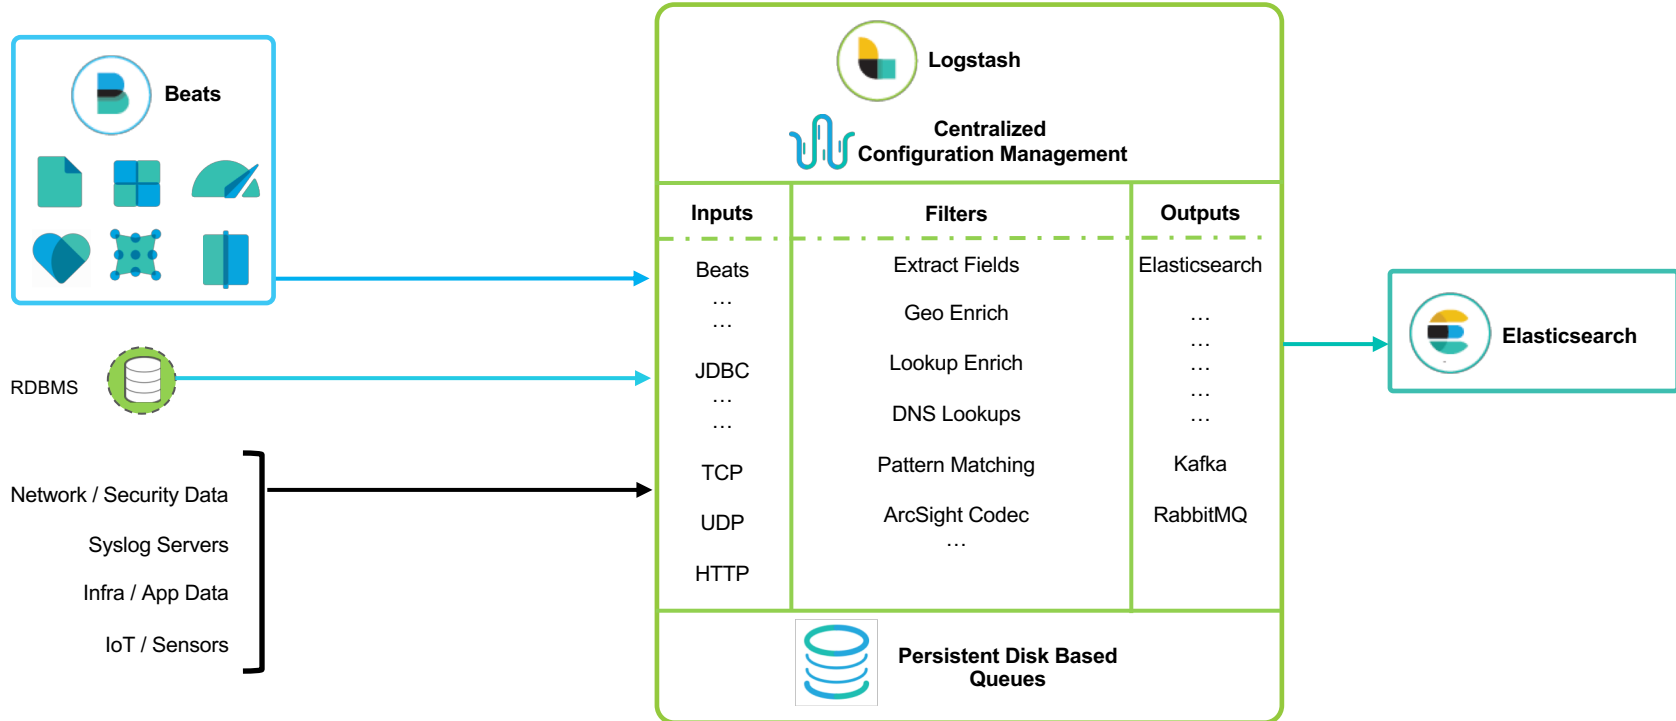 Beats
RDBMS
Network / Security Data
Syslog Servers
Infra / App Data
IoT / Sensors
Logstash
Centralized
Configuration Management
Inputs
Beats
…
…
JDBC
…
…
TCP
UDP
HTTP
Filters
Extract Fields
Geo Enrich
Lookup Enrich
DNS Lookups
Pattern Matching
ArcSight Codec
…
Outputs
Elasticsearch
…
…
…
…
…
Kafka
RabbitMQ
Persistent Disk Based
Queues
Elasticsearch